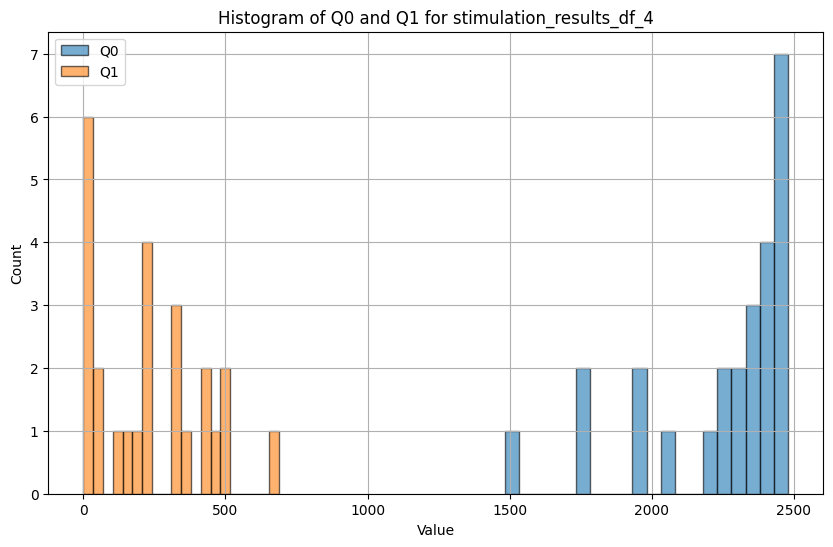 Histogram of Q0 and Q1 for stimulation_results_df_4
Q0
Q1
7
6
5
4
3
2
1
0
Count
0 500 1000 1500 2000 2500
Value